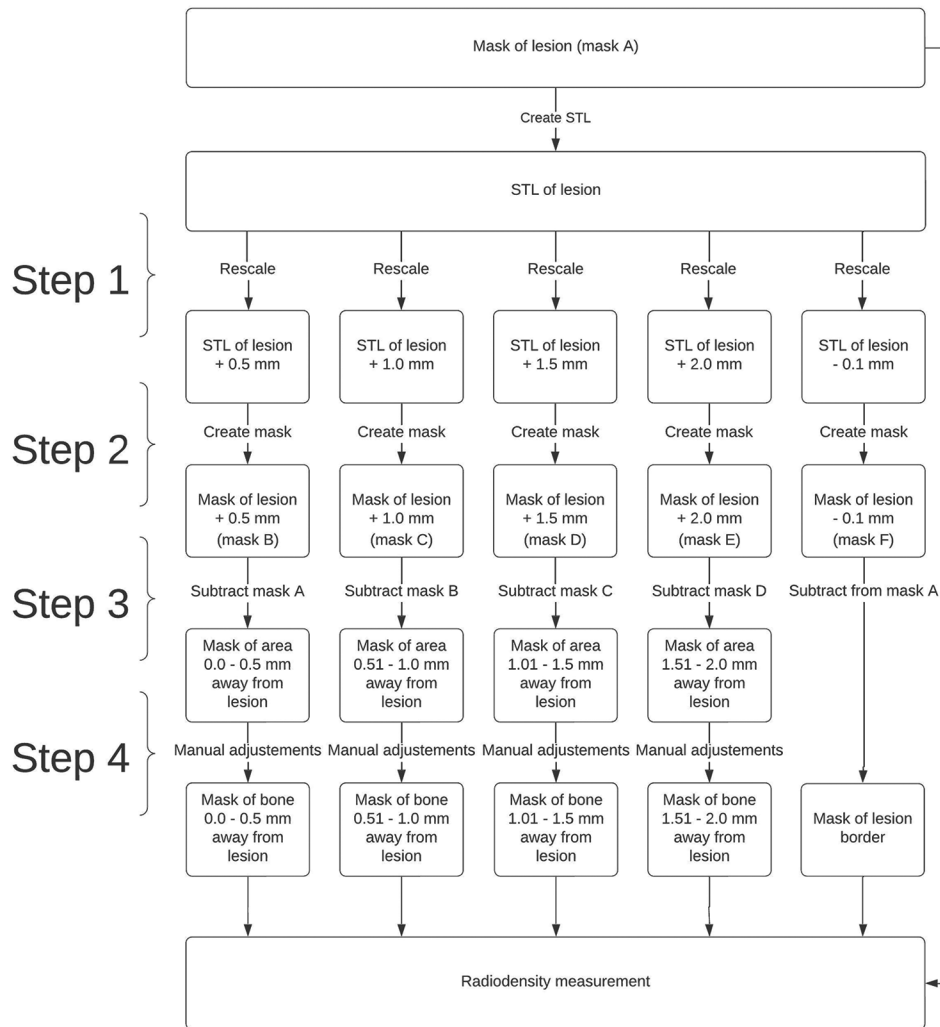 Mask of lesion (mask A)
Create STL
STL of lesion
Step 1
Rescale
Rescale
Rescale
Rescale
Rescale
STL of lesion
+ 0.5 mm
STL of lesion
+ 1.0 mm
STL of lesion
+ 1.5 mm
STL of lesion
+ 2.0 mm
STL of lesion
- 0.1 mm
Step 2
Create mask
Create mask
Create mask
Create mask
Create mask
Mask of lesion
+ 0.5 mm
(mask B)
Mask of lesion
+ 1.0 mm
(mask C)
Mask of lesion
+ 1.5 mm
(mask D)
Mask of lesion
+ 2.0 mm
(mask E)
Mask of lesion
- 0.1 mm
(mask F)
Step 3
Subtract mask A
Subtract mask B
Subtract mask C
Subtract mask D
Subtract from mask A
Mask of area
0.0 - 0.5 mm
away from
lesion
Mask of area
0.51 - 1.0 mm
away from
lesion
Mask of area
1.01 - 1.5 mm
away from
lesion
Mask of area
1.51 - 2.0 mm
away from
lesion
Step 4
Manual adjustements
Manual adjustements
Manual adjustements
Manual adjustements
Mask of bone
0.0 - 0.5 mm
away from
lesion
Mask of bone
0.51 - 1.0 mm
away from
lesion
Mask of bone
1.01 - 1.5 mm
away from
lesion
Mask of bone
1.51 - 2.0 mm
away from
lesion
Mask of lesion
border
Radiodensity measurement